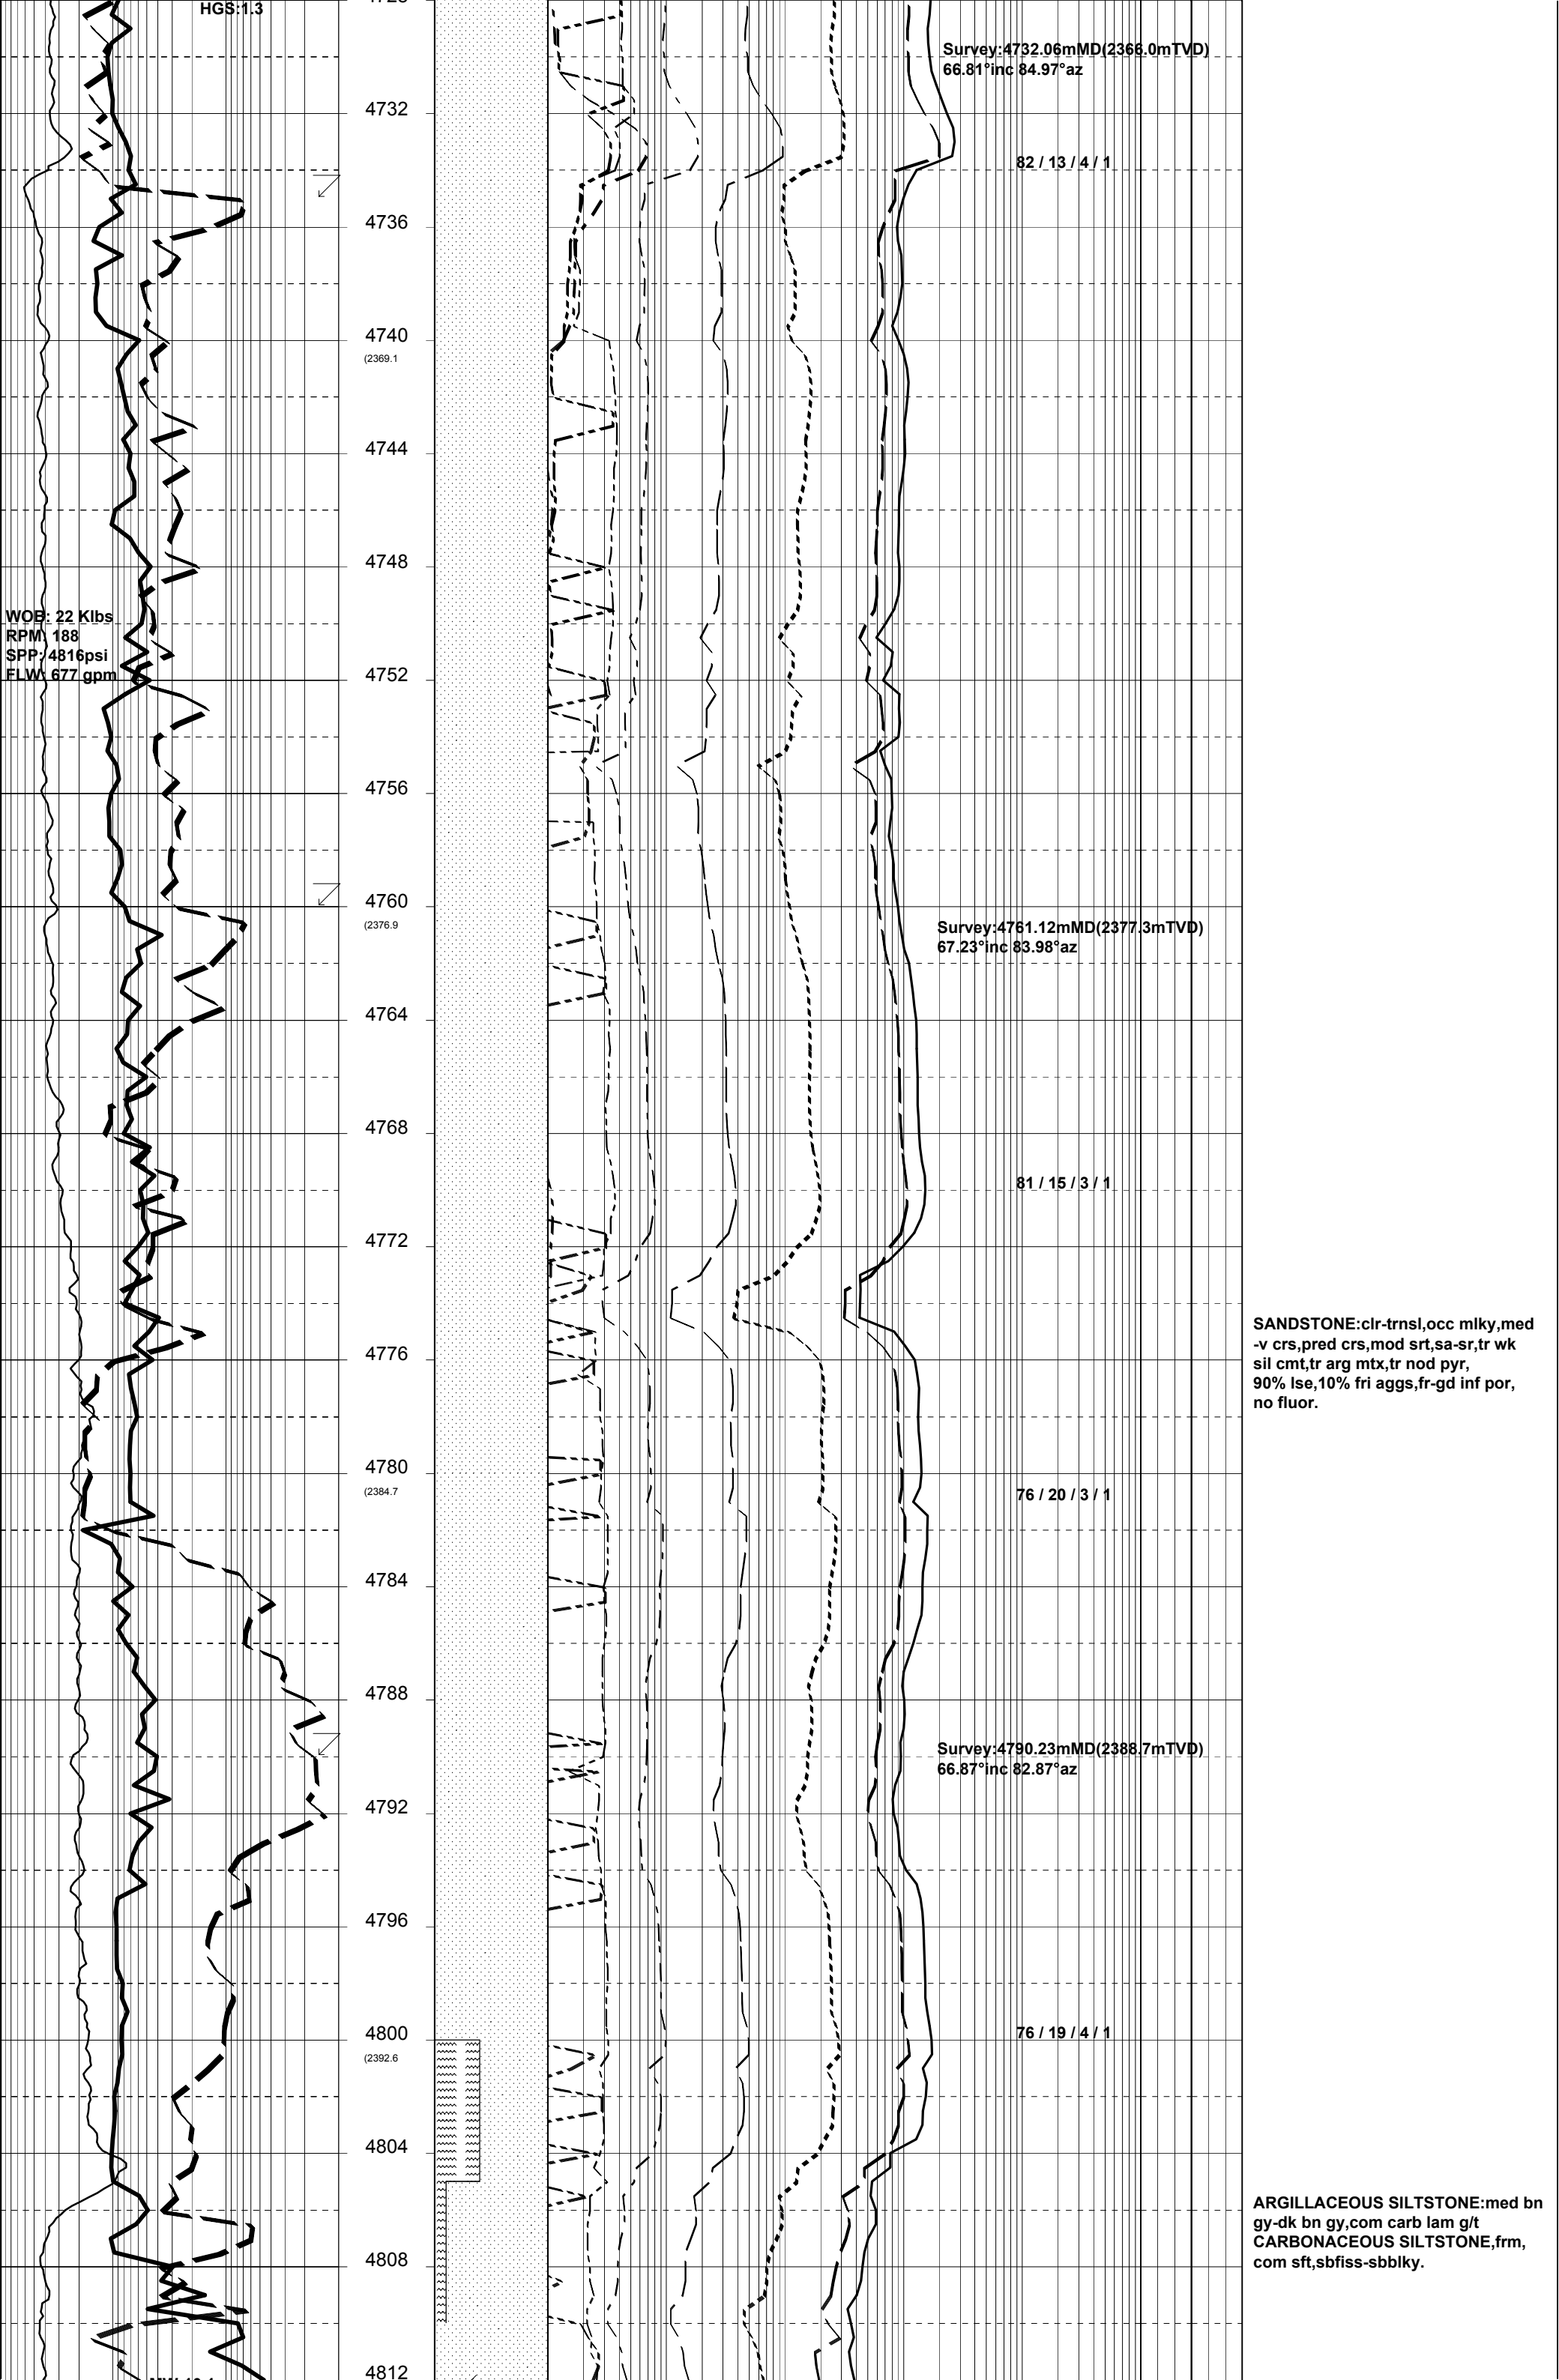 HGS:1.3
Survey:4732.06mMD(2366.0mTVD)
66.81°inc 84.97°az
4732
82 / 13 / 4 / 1
4736
4740
(2369.1
4744
4748
WOB: 22 Klbs
RPM: 188
SPP: 4816psi
FLW: 677 gpm
4752
4756
4760
(2376.9
Survey:4761.12mMD(2377.3mTVD)
67.23°inc 83.98°az
4764
4768
81 / 15 / 3 / 1
4772
SANDSTONE:clr-trnsl,occ mlky,med
-v crs,pred crs,mod srt,sa-sr,tr wk
sil cmt,tr arg mtx,tr nod pyr,
90% lse,10% fri aggs,fr-gd inf por,
no fluor.
4776
4780
(2384.7
76 / 20 / 3 / 1
4784
4788
Survey:4790.23mMD(2388.7mTVD)
66.87°inc 82.87°az
4792
4796
4800
(2392.6
76 / 19 / 4 / 1
4804
ARGILLACEOUS SILTSTONE:med bn
gy-dk bn gy,com carb lam g/t
CARBONACEOUS SILTSTONE,frm,
com sft,sbfiss-sbblky.
4808
4812